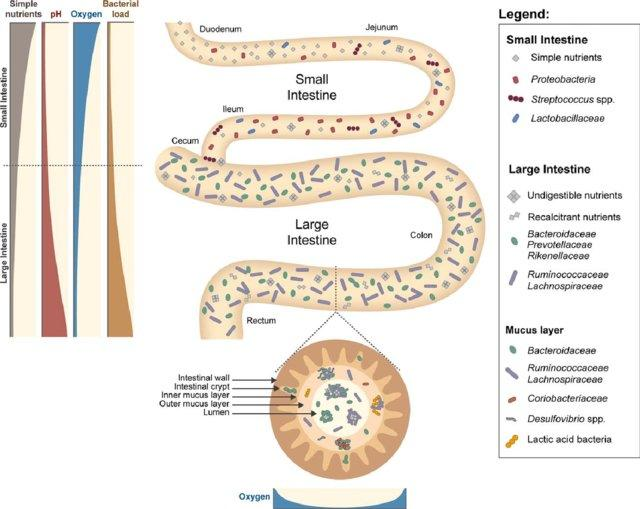 Simple
nutrients
pH
Oxygen
Bacterial
load
Small Intestine
Large Intestine
Duodenum
Jejunum
Small
Intestine
Ileum
Cecum
Large
Intestine
Colon
Rectum
Intestinal wall
Intestinal crypt
Inner mucus layer
Outer mucus layer
Lumen
Oxygen
Legend:
Small Intestine
Simple nutrients
Proteobacteria
Streptococcus spp.
Lactobacillaceae
Large Intestine
Undigestible nutrients
Recalcitrant nutrients
Bacteroidaceae
Prevotellaceae
Rikenellaceae
Ruminococcaceae
Lachnospiraceae
Mucus layer
Bacteroidaceae
Ruminococcaceae
Lachnospiraceae
Coriobacteriaceae
Desulfovibrio spp.
Lactic acid bacteria